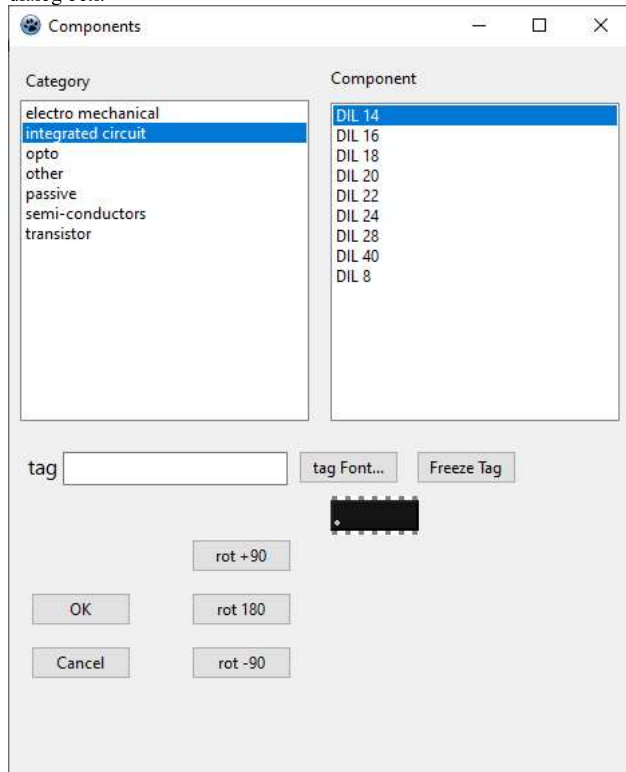 Components
Category
electro mechanical
integrated circuit
opto
other
passive
semi-conductors
transistor
Component
DIL 14
DIL 16
DIL 18
DIL 20
DIL 22
DIL 24
DIL 28
DIL 40
DIL 8
tag
tag Font...
Freeze Tag
rot +90
OK
rot 180
Cancel
rot -90